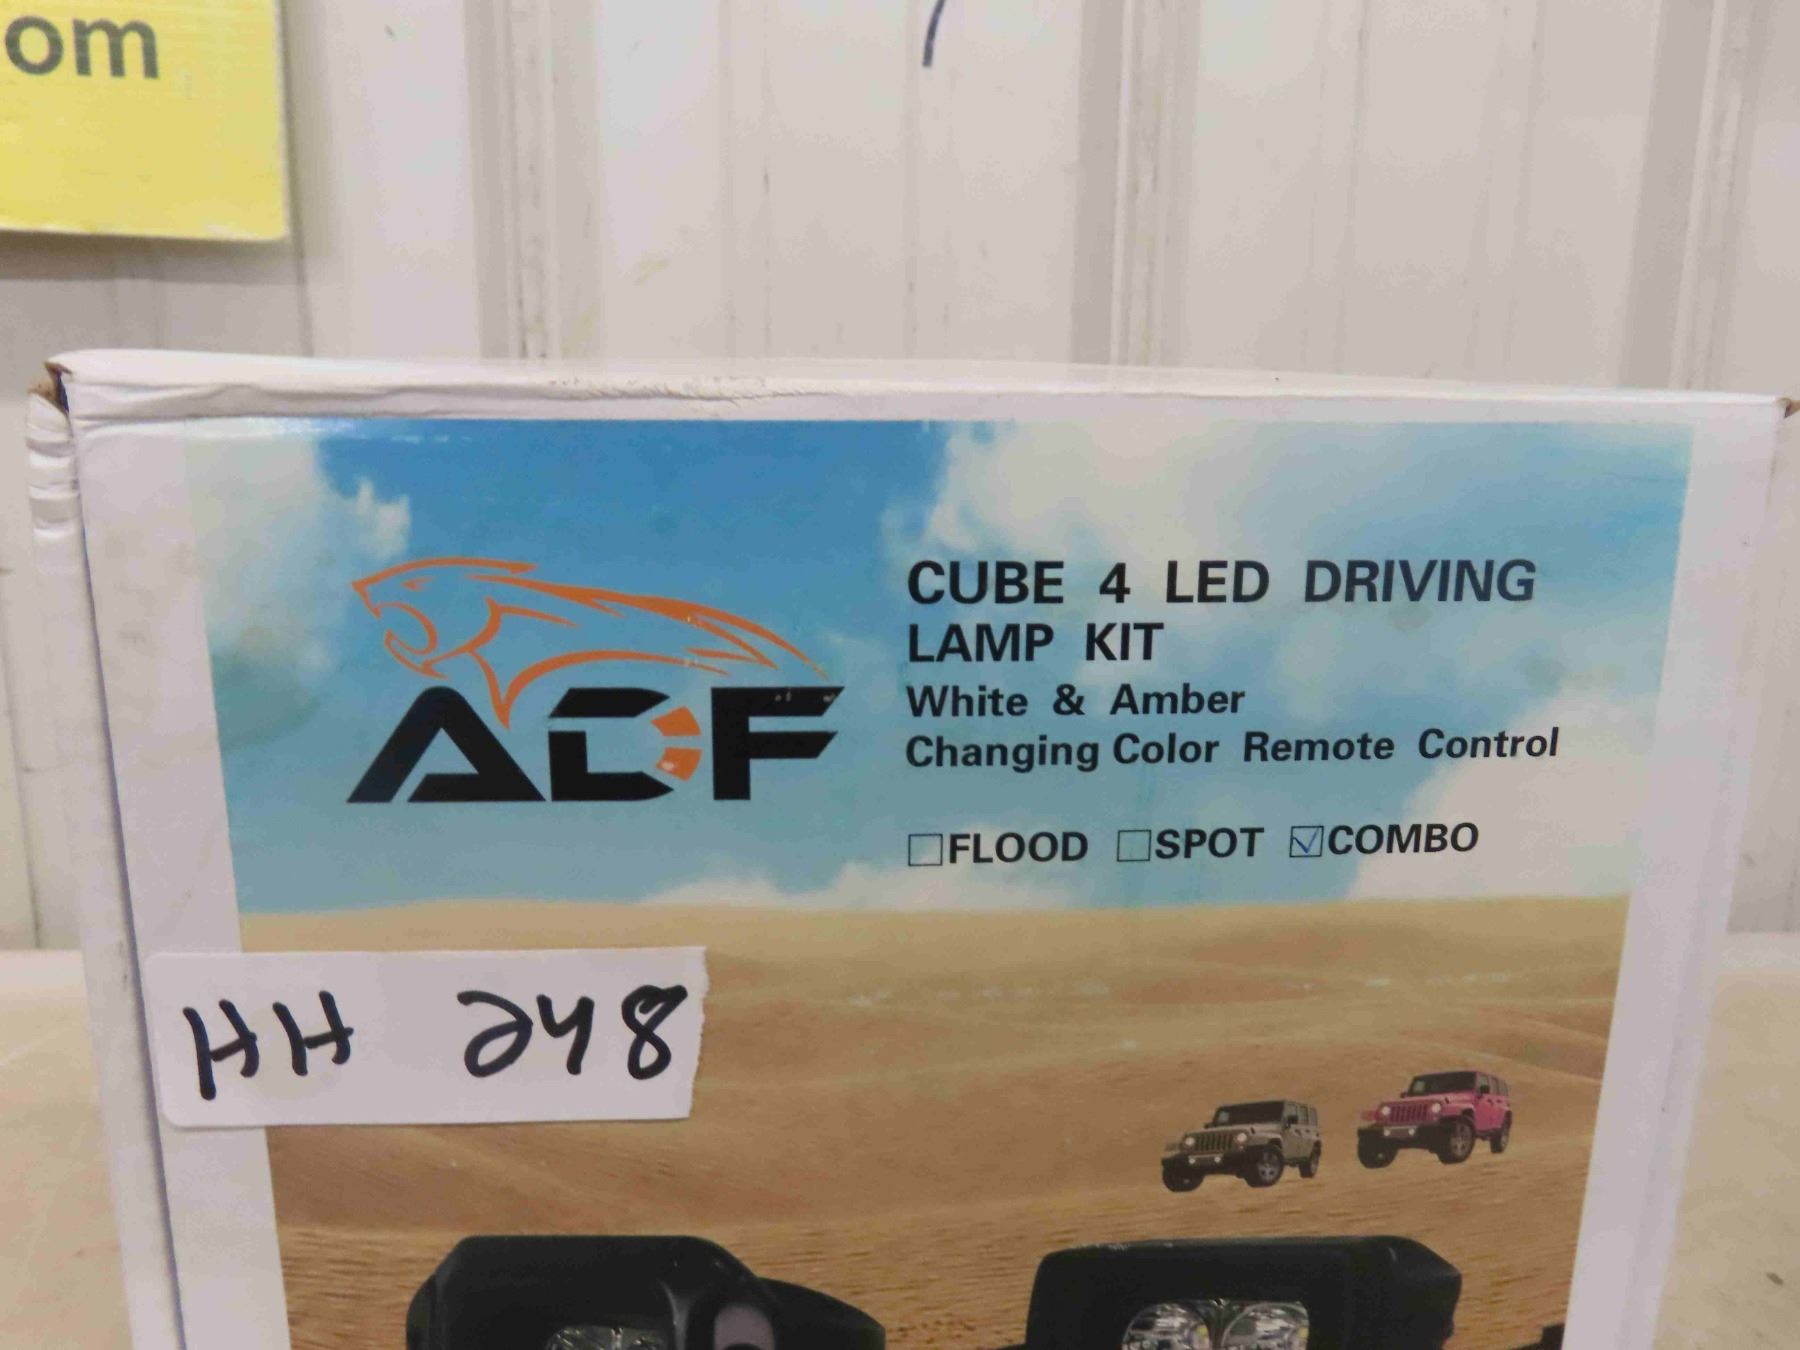 om
ADF
CUBE 4 LED DRIVING
LAMP KIT
White & Amber
Changing Color Remote Control
FLOOD SPOT COMBO
HH 248